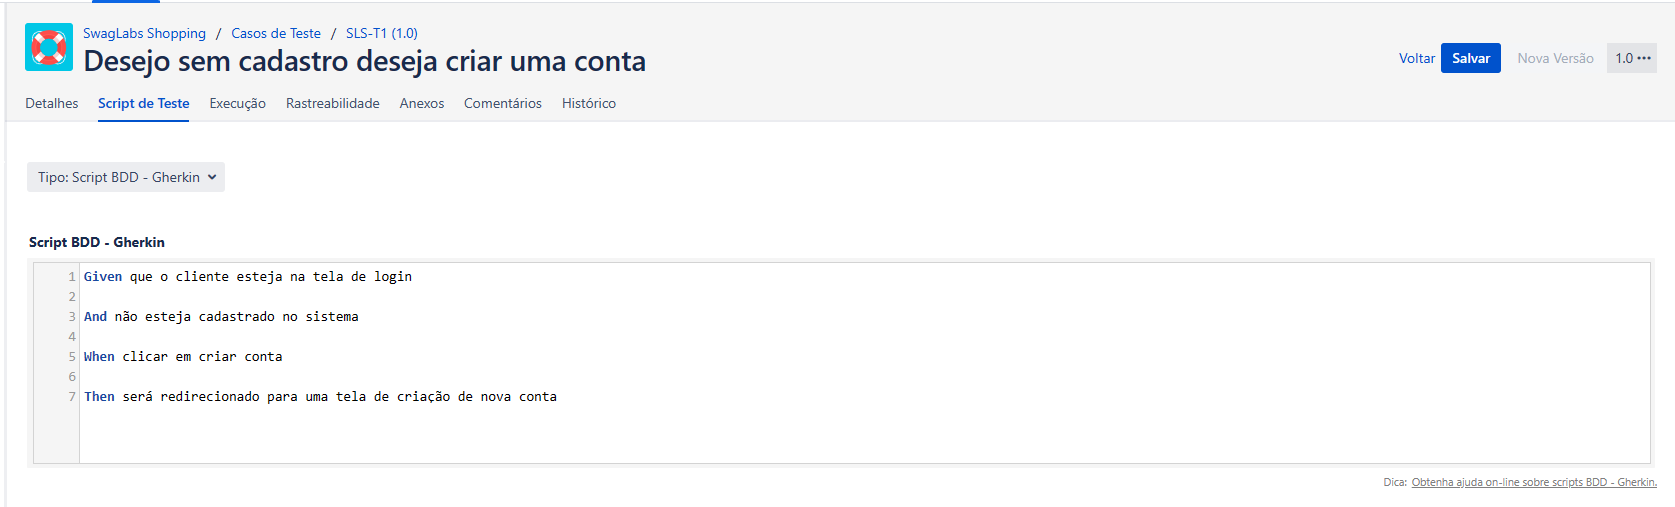 SwagLabs Shopping / Casos de Teste / SLS-T1 (1.0)
Desejo sem cadastro deseja criar uma conta
Voltar Salvar Nova Versão 1.0 •••
Detalhes Script de Teste Execução Rastreabilidade Anexos Comentários Histórico
Tipo: Script BDD - Gherkin
Script BDD - Gherkin
1 Given que o cliente esteja na tela de login
2
3 And não esteja cadastrado no sistema
4
5 When clicar em criar conta
6
7 Then será redirecionado para uma tela de criação de nova conta
Dica: Obtenha ajuda on-line sobre scripts BDD - Gherkin.